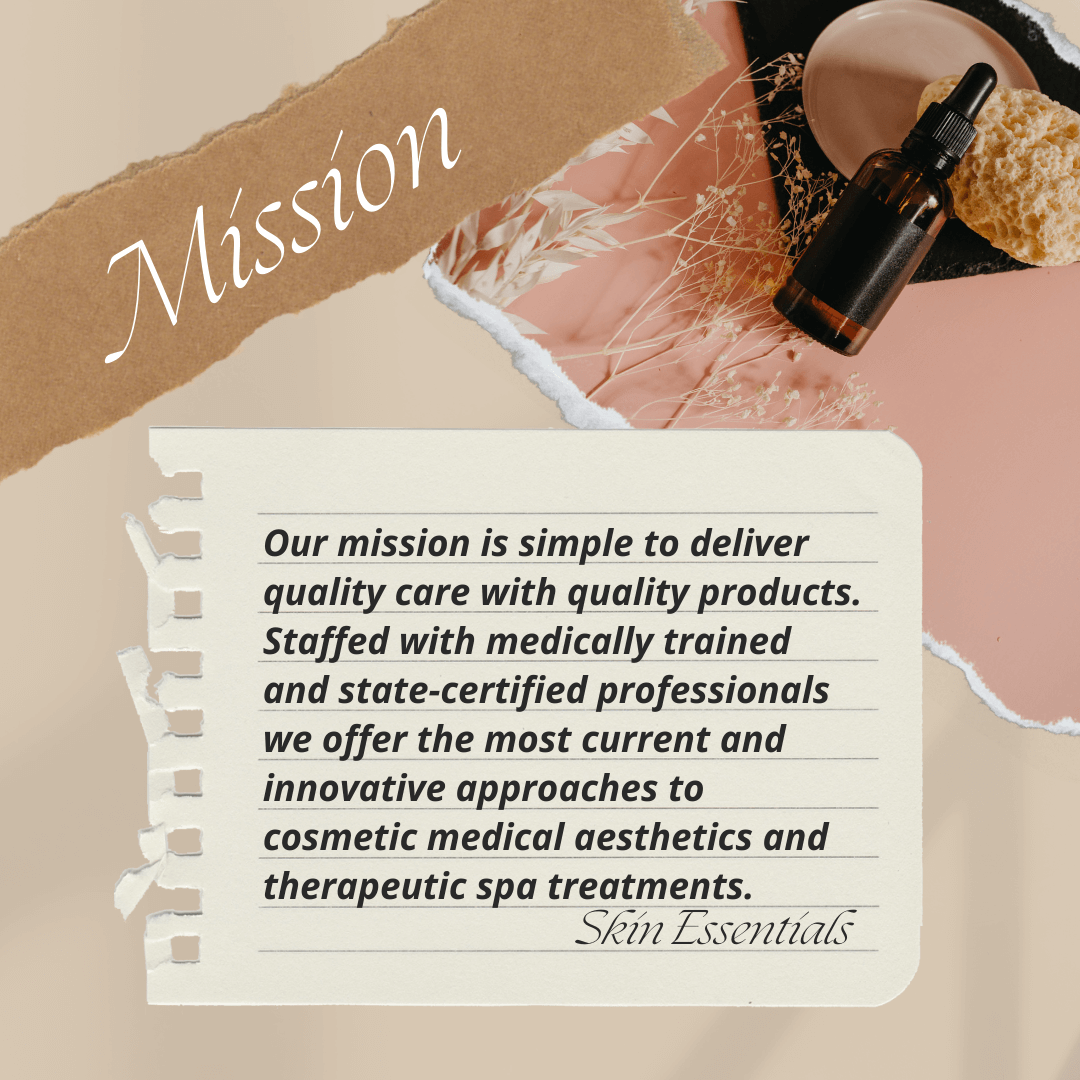 Mission
Our mission is simple to deliver
quality care with quality products.
Staffed with medically trained
and state-certified professionals
we offer the most current and
innovative approaches to
cosmetic medical aesthetics and
therapeutic spa treatments.
Skin Essentials